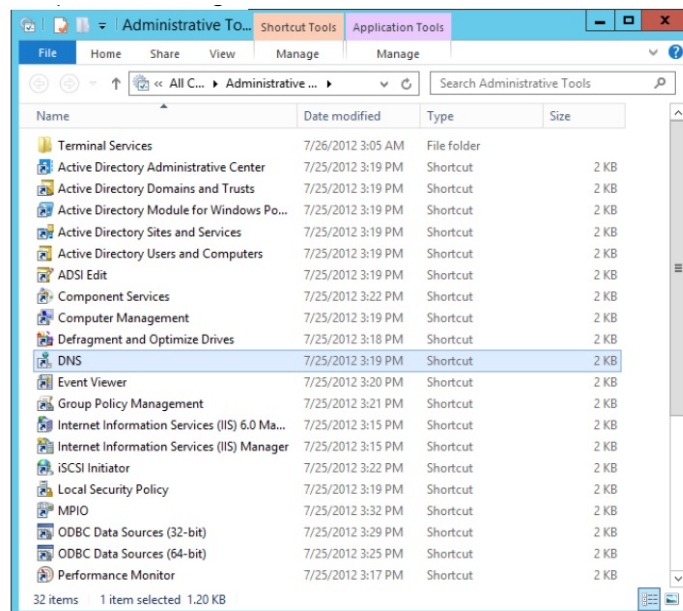 Administrative To...
Shortcut Tools
Application Tools
File Home Share View Manage Manage
« All C... Administrative ...
Search Administrative Tools
Name Date modified Type Size
Terminal Services 7/26/2012 3:05 AM File folder
Active Directory Administrative Center 7/25/2012 3:19 PM Shortcut 2 KB
Active Directory Domains and Trusts 7/25/2012 3:19 PM Shortcut 2 KB
Active Directory Module for Windows Po... 7/25/2012 3:19 PM Shortcut 2 KB
Active Directory Sites and Services 7/25/2012 3:19 PM Shortcut 2 KB
Active Directory Users and Computers 7/25/2012 3:19 PM Shortcut 2 KB
ADSI Edit 7/25/2012 3:19 PM Shortcut 2 KB
Component Services 7/25/2012 3:22 PM Shortcut 2 KB
Computer Management 7/25/2012 3:19 PM Shortcut 2 KB
Defragment and Optimize Drives 7/25/2012 3:18 PM Shortcut 2 KB
DNS 7/25/2012 3:19 PM Shortcut 2 KB
Event Viewer 7/25/2012 3:20 PM Shortcut 2 KB
Group Policy Management 7/25/2012 3:21 PM Shortcut 2 KB
Internet Information Services (IIS) 6.0 Ma... 7/25/2012 3:15 PM Shortcut 2 KB
Internet Information Services (IIS) Manager 7/25/2012 3:15 PM Shortcut 2 KB
iSCSI Initiator 7/25/2012 3:22 PM Shortcut 2 KB
Local Security Policy 7/25/2012 3:19 PM Shortcut 2 KB
MPIO 7/25/2012 3:32 PM Shortcut 2 KB
ODBC Data Sources (32-bit) 7/25/2012 3:29 PM Shortcut 2 KB
ODBC Data Sources (64-bit) 7/25/2012 3:25 PM Shortcut 2 KB
Performance Monitor 7/25/2012 3:17 PM Shortcut 2 KB
32 items 1 item selected 1.20 KB